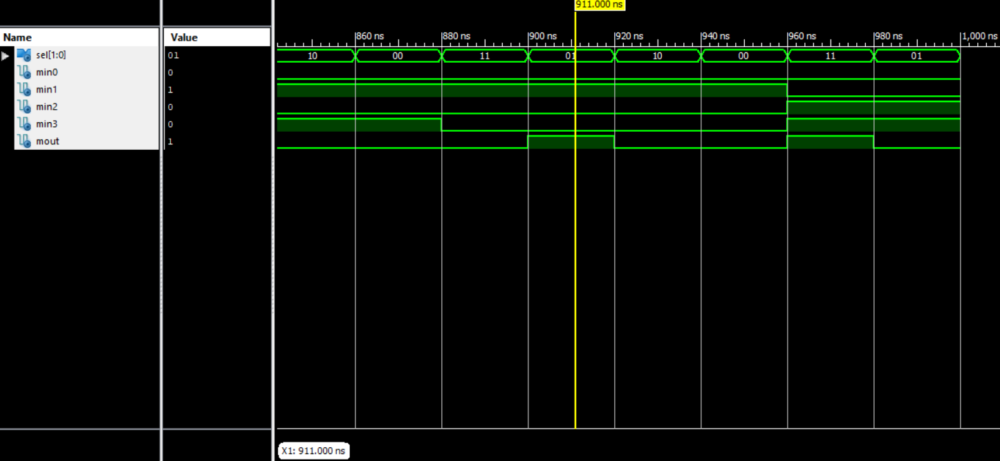 911.000 ns
Name Value 860 ns 880 ns 900 ns 920 ns 940 ns 960 ns 980 ns 1,000 ns
sel[1:0] 01 10 00 11 01 10 00 11 01
min0 0
min1 1
min2 0
min3 0
mout 1
X1: 911.000 ns